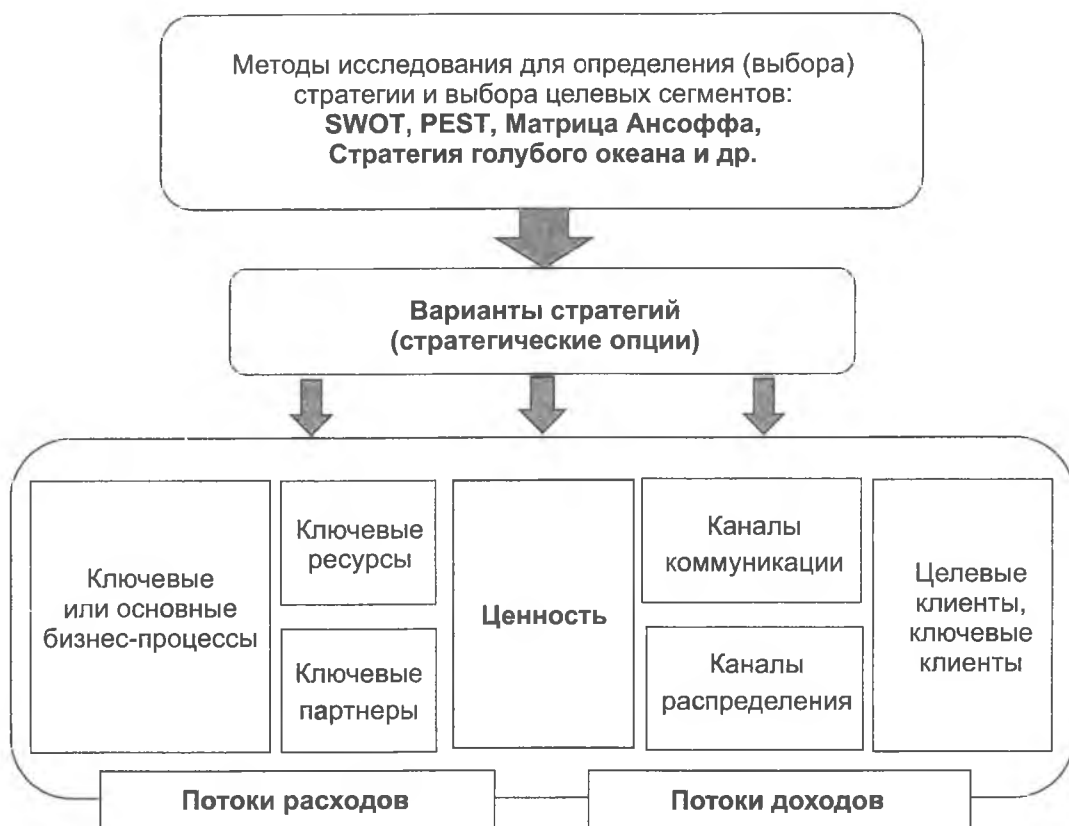 Методы исследования для определения (выбора)
стратегии и выбора целевых сегментов:
SWOT, PEST, Матрица Ансоффа,
Стратегия голубого океана и др.
Варианты стратегий
(стратегические опции)
Ключевые
или основные
бизнес-процессы
Ключевые
ресурсы
Ключевые
партнеры
Ценность
Каналы
коммуникации
Каналы
распределения
Целевые
клиенты,
ключевые
клиенты
Потоки расходов
Потоки доходов